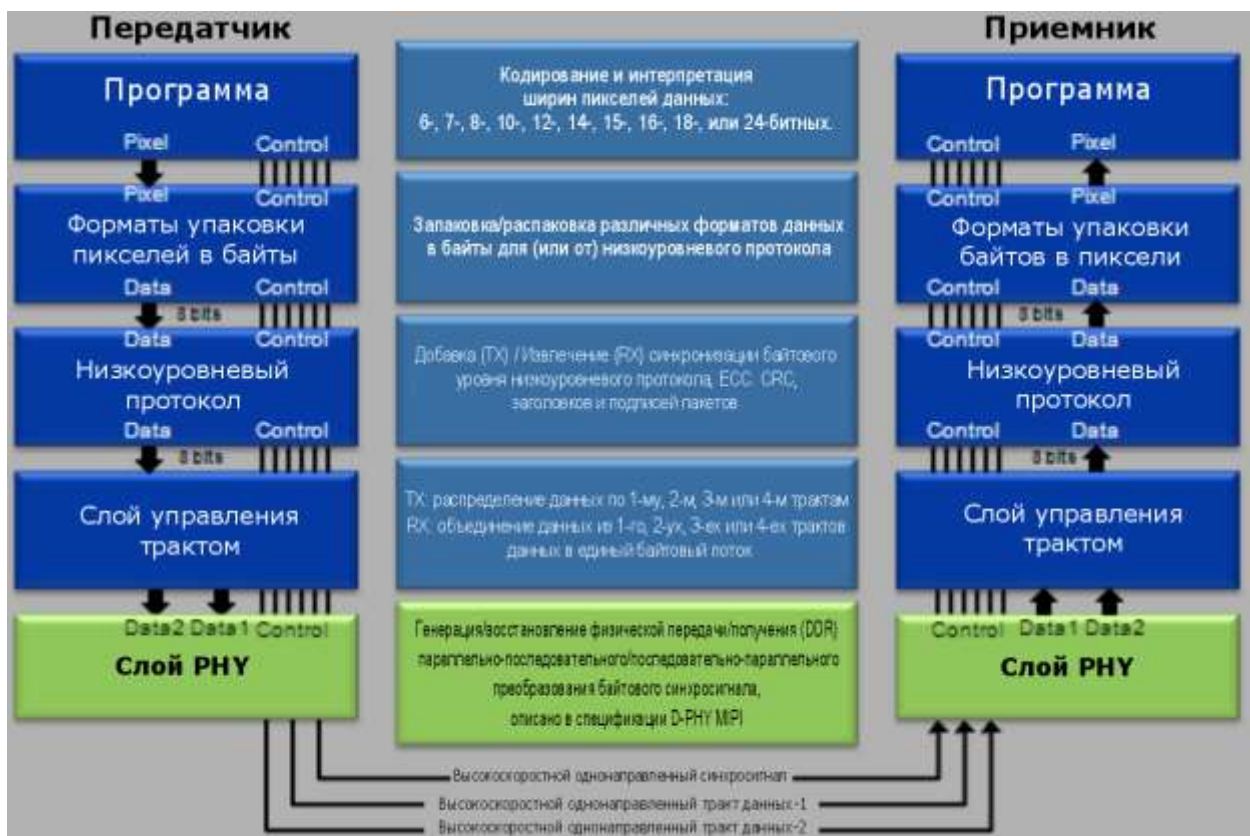 Передатчик
Приемник
Программа
Pixel Control
Pixel Control
Форматы упаковки
пикселей в байты
Data Control
8 bits
Data Control
Низкоуровневый
протокол
Data Control
8 bits
Слой управления
трактом
Data2 Data1 Control
Слой PHY
Кодирование и интерпретация
ширин пикселей данных:
6-, 7-, 8-, 10-, 12-, 14-, 15-, 16-, 18-, или 24-битных.
Запаковка/распаковка различных форматов данных
в байты для (или от) низкоуровневого протокола
Добавка (TX) / Извлечение (RX) синхронизации байтового
уровня низкоуровневого протокола, ECC. CRC,
заголовков и подписей пакетов
TX: распределение данных по 1-му, 2-м, 3-м или 4-м трактам
RX: объединение данных из 1-го, 2-ух, 3-ех или 4-ех трактов
данных в единый байтовый поток
Генерация/восстановление физической передачи/получения (DDR)
параллельно-последовательного/последовательно-параллельного
преобразования байтового синхросигнала,
описано в спецификации D-PHY MIPI
Программа
Control Pixel
Control Pixel
Форматы упаковки
байтов в пиксели
Control Data
8 bits
Control Data
Низкоуровневый
протокол
Control Data
8 bits
Слой управления
трактом
Control Data1 Data2
Слой PHY
Высокоскоростной однонаправленный синхросигнал
Высокоскоростной однонаправленный тракт данных-1
Высокоскоростной однонаправленный тракт данных-2